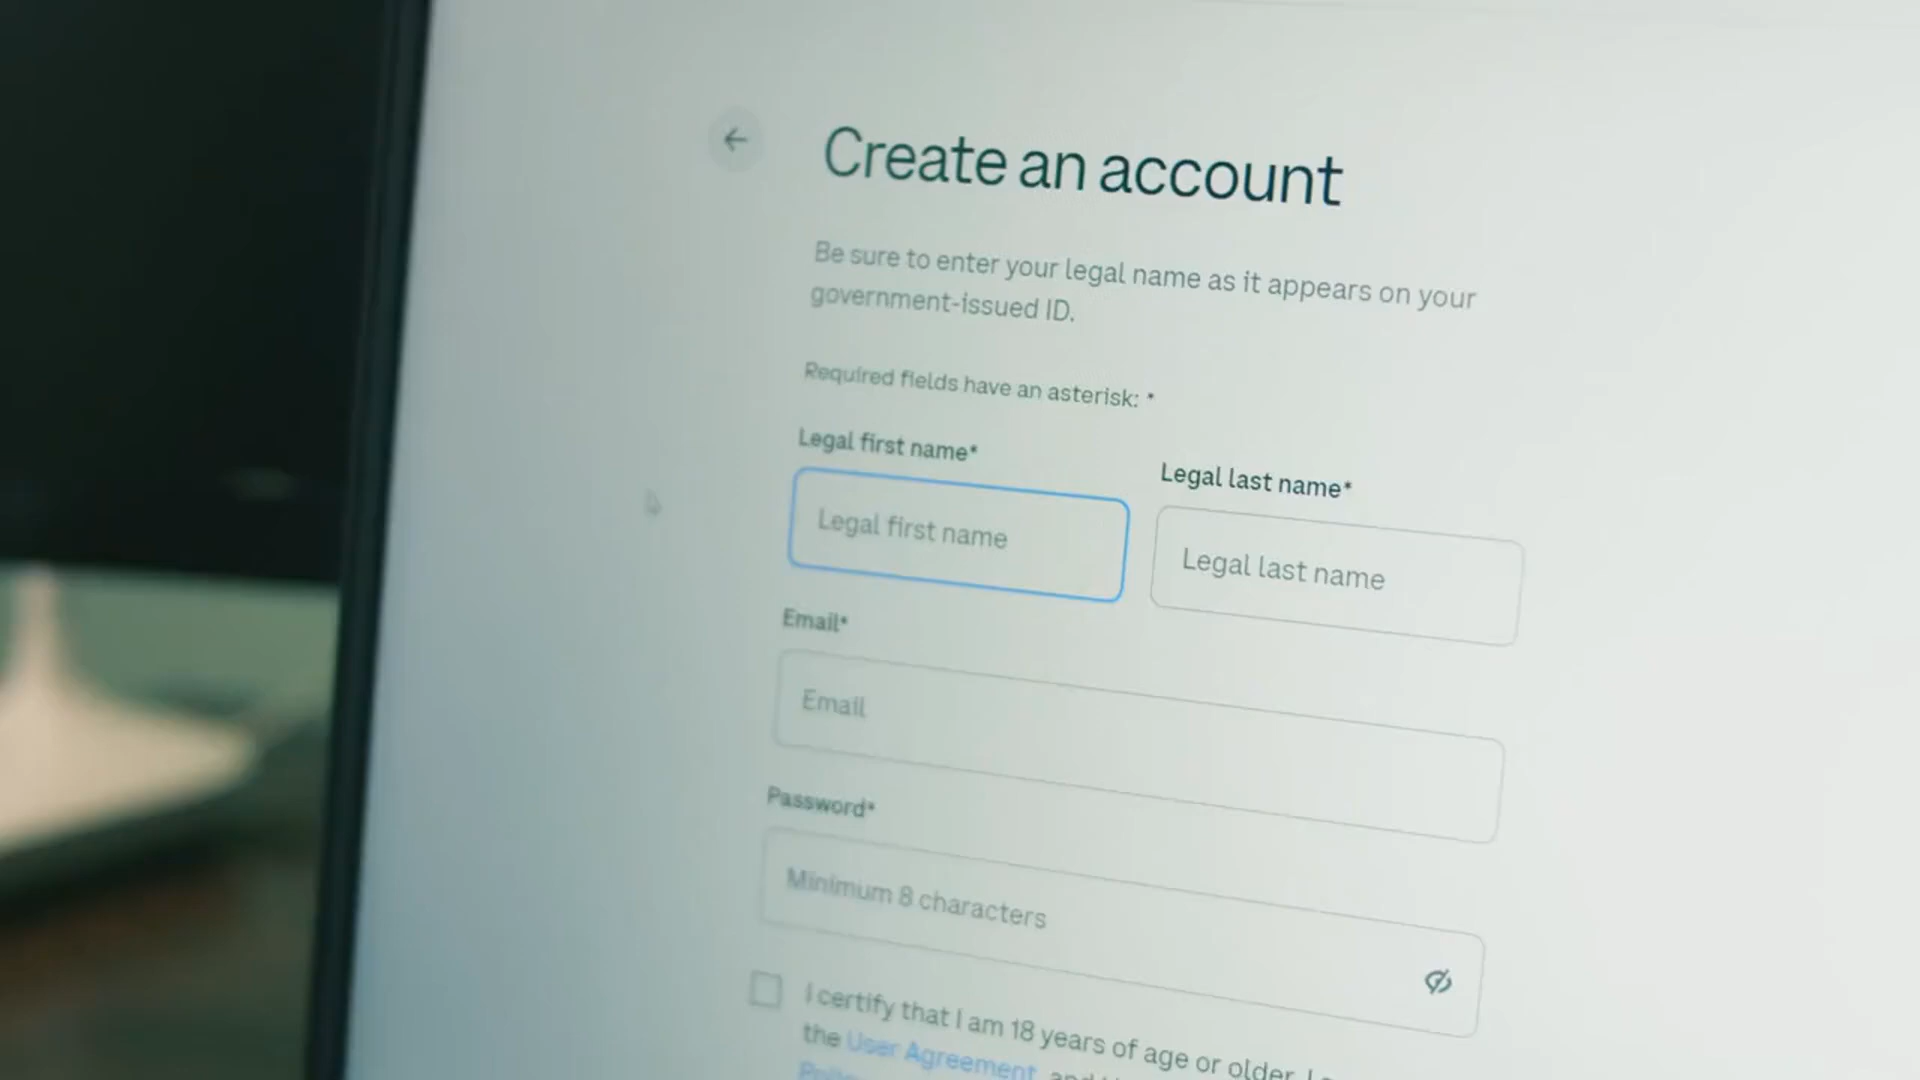 Create an account
Be sure to enter your legal name as it appears on your
government-issued ID.
Required fields have an asterisk: *
Legal first name*
Legal last name*
Legal first name
Legal last name
Email*
Email
Password*
Minimum 8 characters
I certify that I am 18 years of age or older, I
the User Agreement, and